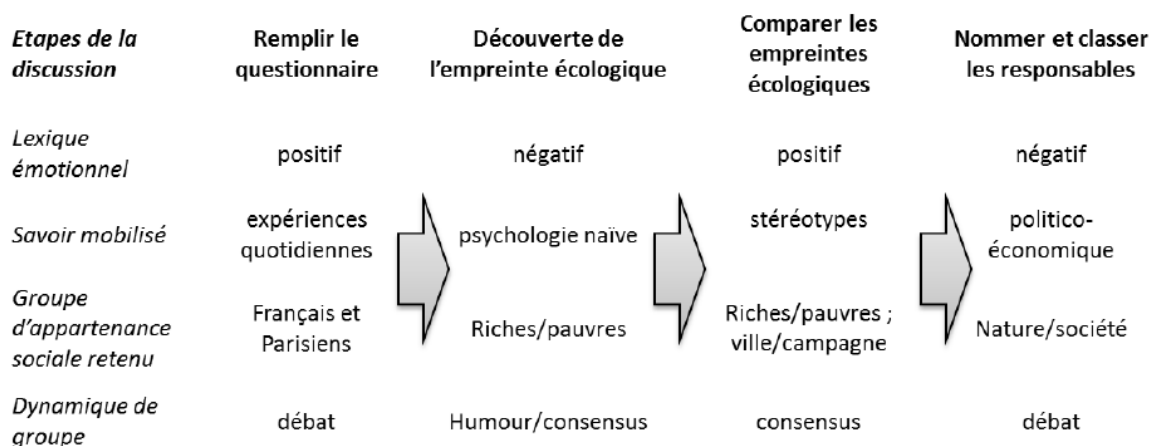 Etapes de la discussion
Remplir le questionnaire
Découverte de l'empreinte écologique
Comparer les empreintes écologiques
Nommer et classer les responsables
Lexique émotionnel
positif
négatif
positif
négatif
Savoir mobilisé
expériences quotidiennes
psychologie naïve
stéréotypes
politico-économique
Groupe d'appartenance sociale retenu
Français et Parisiens
Riches/pauvres
Riches/pauvres ; ville/campagne
Nature/société
Dynamique de groupe
débat
Humour/consensus
consensus
débat